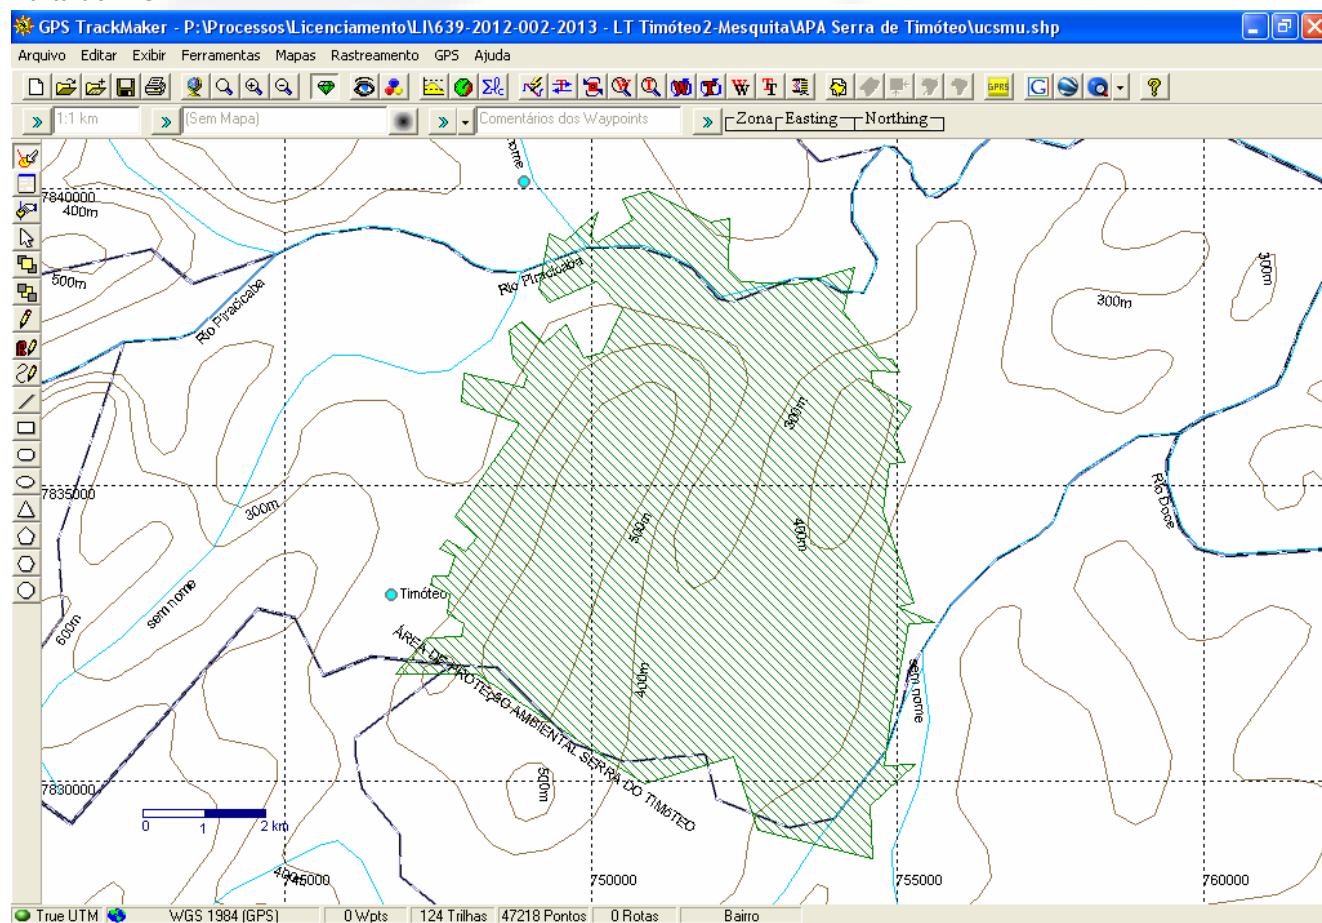 GPS TrackMaker - P:\Processos\Licenciamento\LI\639-2012-002-2013 - LT Timóteo2-Mesquita\APA Serra de Timóteo\ucsmu.shp
Arquivo Editar Exibir Ferramentas Mapas Rastreamento GPS Ajuda
1:1 km
(Sem Mapa)
Comentários dos Waypoints
Zona Easting Northing
nome
7840000
400m
500m
Rio Piracicaba
Rio Piracicaba
300m
300m
300m
7835000
300m
500m
400m
Rio Doce
sem nome
600m
Timóteo
ÁREA DE PROTEÇÃO AMBIENTAL SERRA DO TIMÓTEO
400m
sem nome
7830000
500m
0 1 2 km
745000
750000
755000
760000
True UTM WGS 1984 (GPS) 0 Wpts 124 Trilhas 47218 Pontos 0 Rotas Bairro